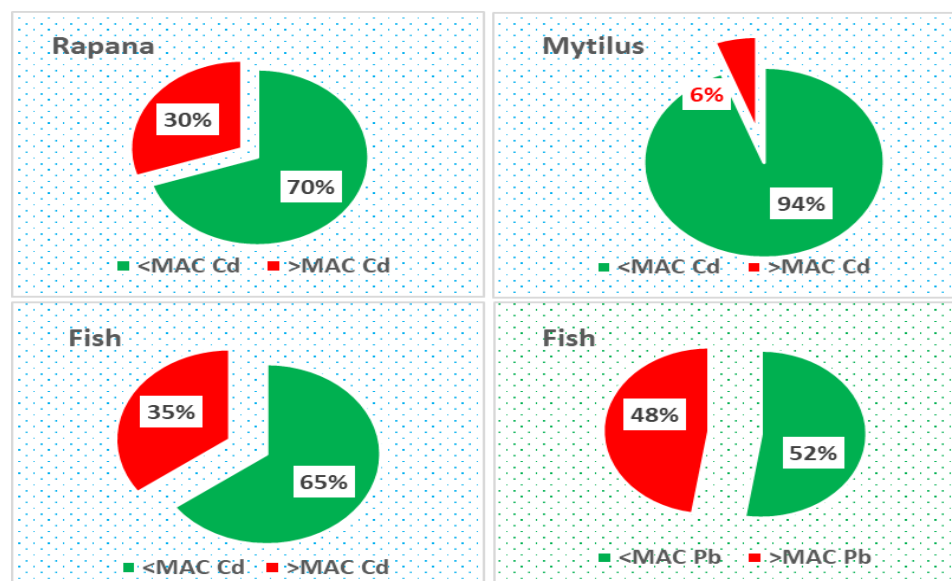 Rapana
30%
70%
<MAC Cd >MAC Cd
Mytilus
6%
94%
<MAC Cd >MAC Cd
Fish
35%
65%
<MAC Cd >MAC Cd
Fish
48%
52%
<MAC Pb >MAC Pb